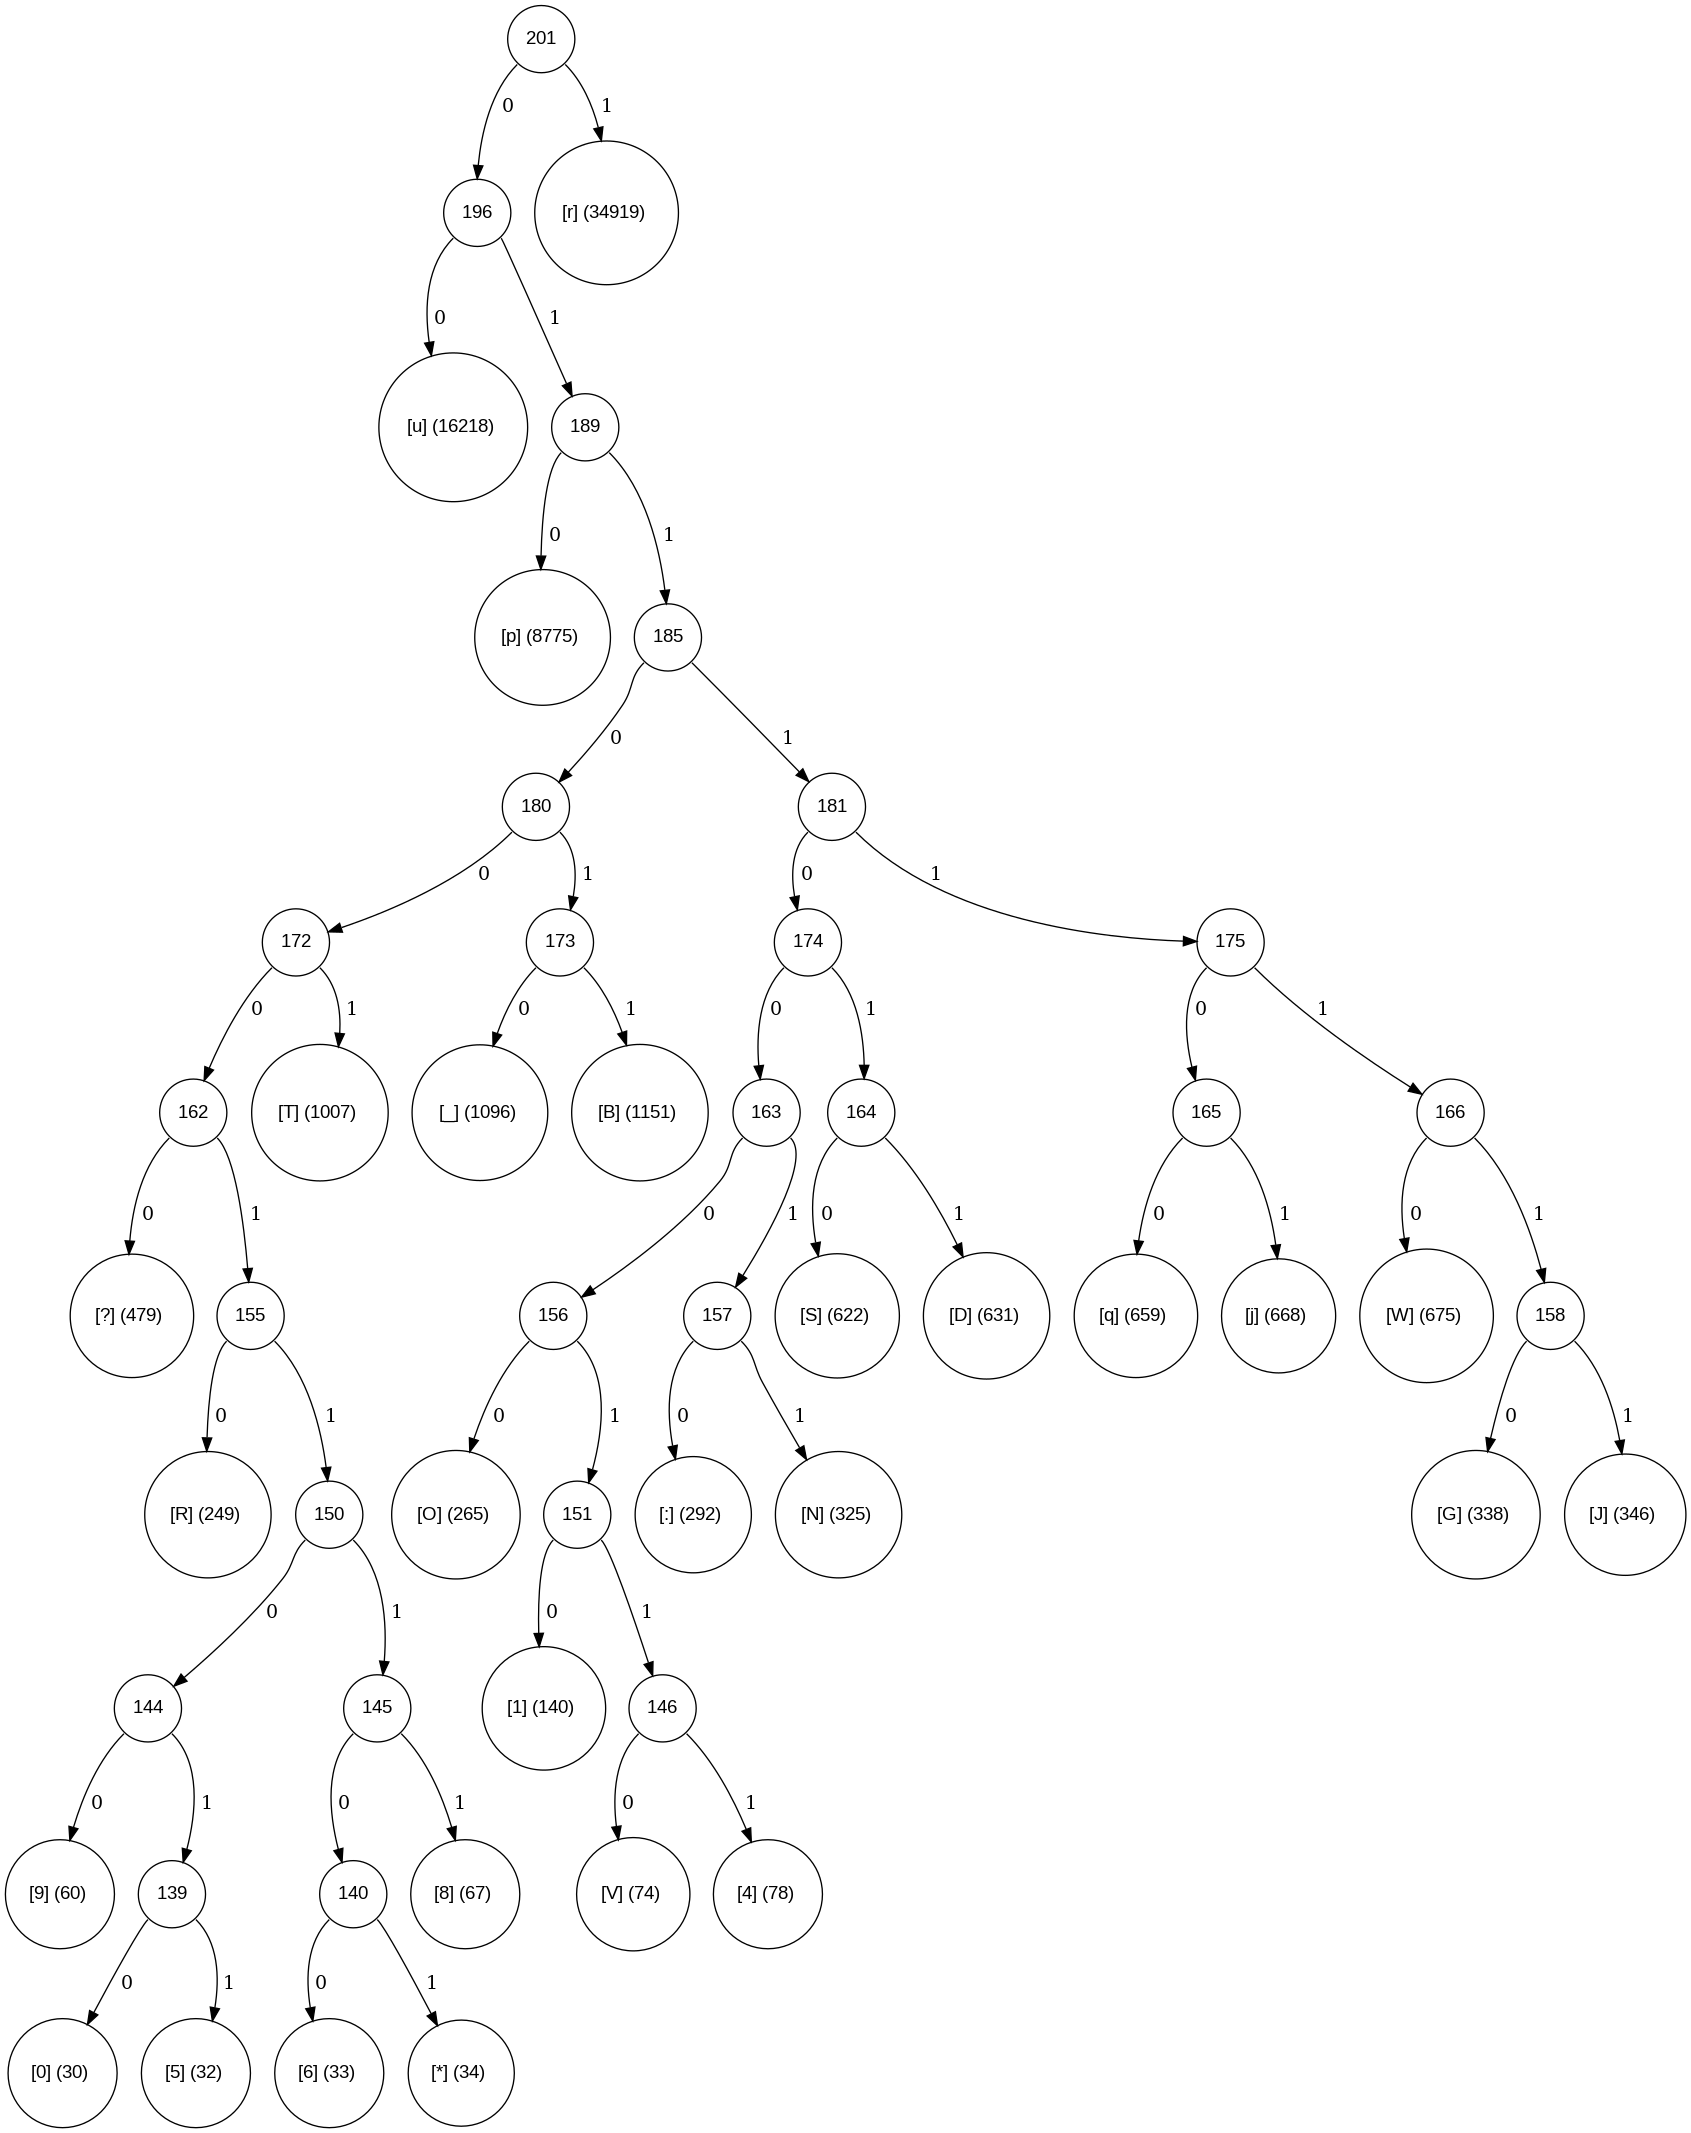 201
0 1
196 [r] (34919)
0 1
[u] (16218) 189
0 1
[p] (8775) 185
0 1
180 181
0 1 0 1
172 173 174 175
0 1 0 1 0 1 0 1
162 [T] (1007) [_] (1096) [B] (1151) 163 164 165 166
0 1 0 1 0 1 0 1 0 1
[?] (479) 155 156 157 [S] (622) [D] (631) [q] (659) [j] (668) [W] (675) 158
0 1 0 1 0 1 0 1
[R] (249) 150 [O] (265) 151 [:] (292) [N] (325) [G] (338) [J] (346)
0 1 0 1
144 145 [1] (140) 146
0 1 0 1 0 1
[9] (60) 139 140 [8] (67) [V] (74) [4] (78)
0 1 0 1
[0] (30) [5] (32) [6] (33) [*] (34)